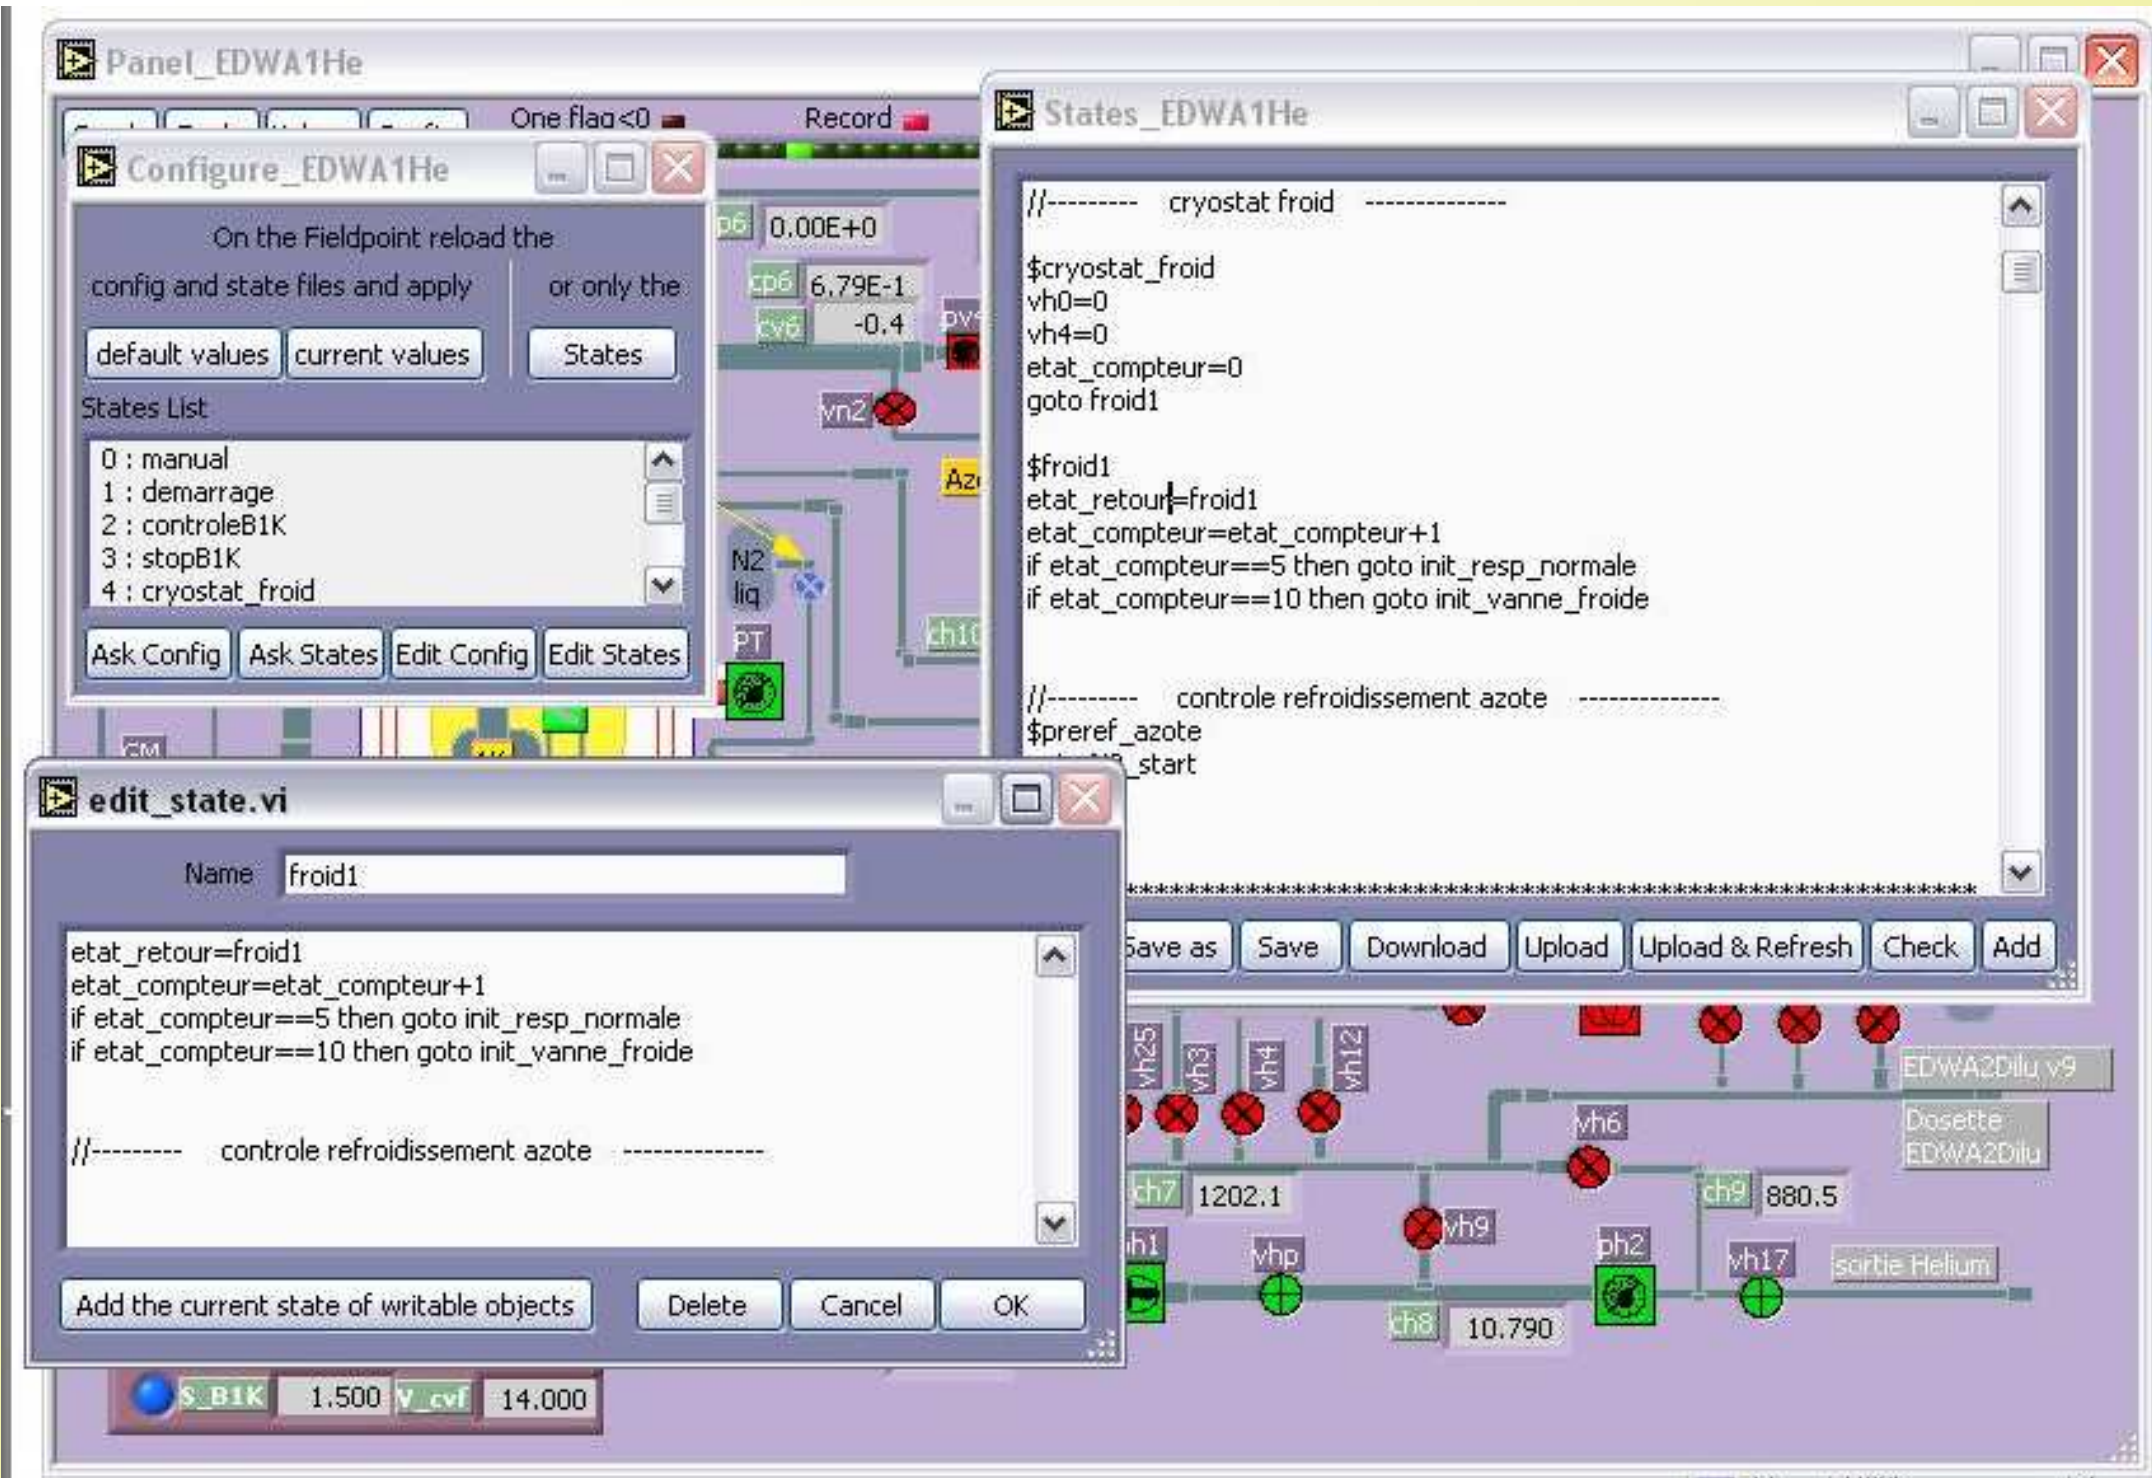 Panel_EDWA1He
One flag<0
Record
Configure_EDWA1He
On the Fieldpoint reload the
config and state files and apply
or only the
default values
current values
States
States List
0 : manual
1 : demarrage
2 : controleB1K
3 : stopB1K
4 : cryostat_froid
Ask Config
Ask States
Edit Config
Edit States
0.00E+0
cp6
6.79E-1
cv6
-0.4
vn2
N2
liq
PT
States_EDWA1He
//--------- cryostat froid --------------
$cryostat_froid
vh0=0
vh4=0
etat_compteur=0
goto froid1
$froid1
etat_retour=froid1
etat_compteur=etat_compteur+1
if etat_compteur==5 then goto init_resp_normale
if etat_compteur==10 then goto init_vanne_froide
//--------- controle refroidissement azote --------------
$preref_azote
_start
Save as
Save
Download
Upload
Upload & Refresh
Check
Add
edit_state.vi
Name
froid1
etat_retour=froid1
etat_compteur=etat_compteur+1
if etat_compteur==5 then goto init_resp_normale
if etat_compteur==10 then goto init_vanne_froide
//--------- controle refroidissement azote --------------
Add the current state of writable objects
Delete
Cancel
OK
vh25
vh3
vh4
vh12
EDWA2Dilu v9
vh6
Dosette
EDWA2Dilu
ch7
1202.1
ch9
880.5
vh9
vhp
ph2
vh17
sortie Helium
ch8
10.790
S_B1K
1.500
V_cvf
14.000